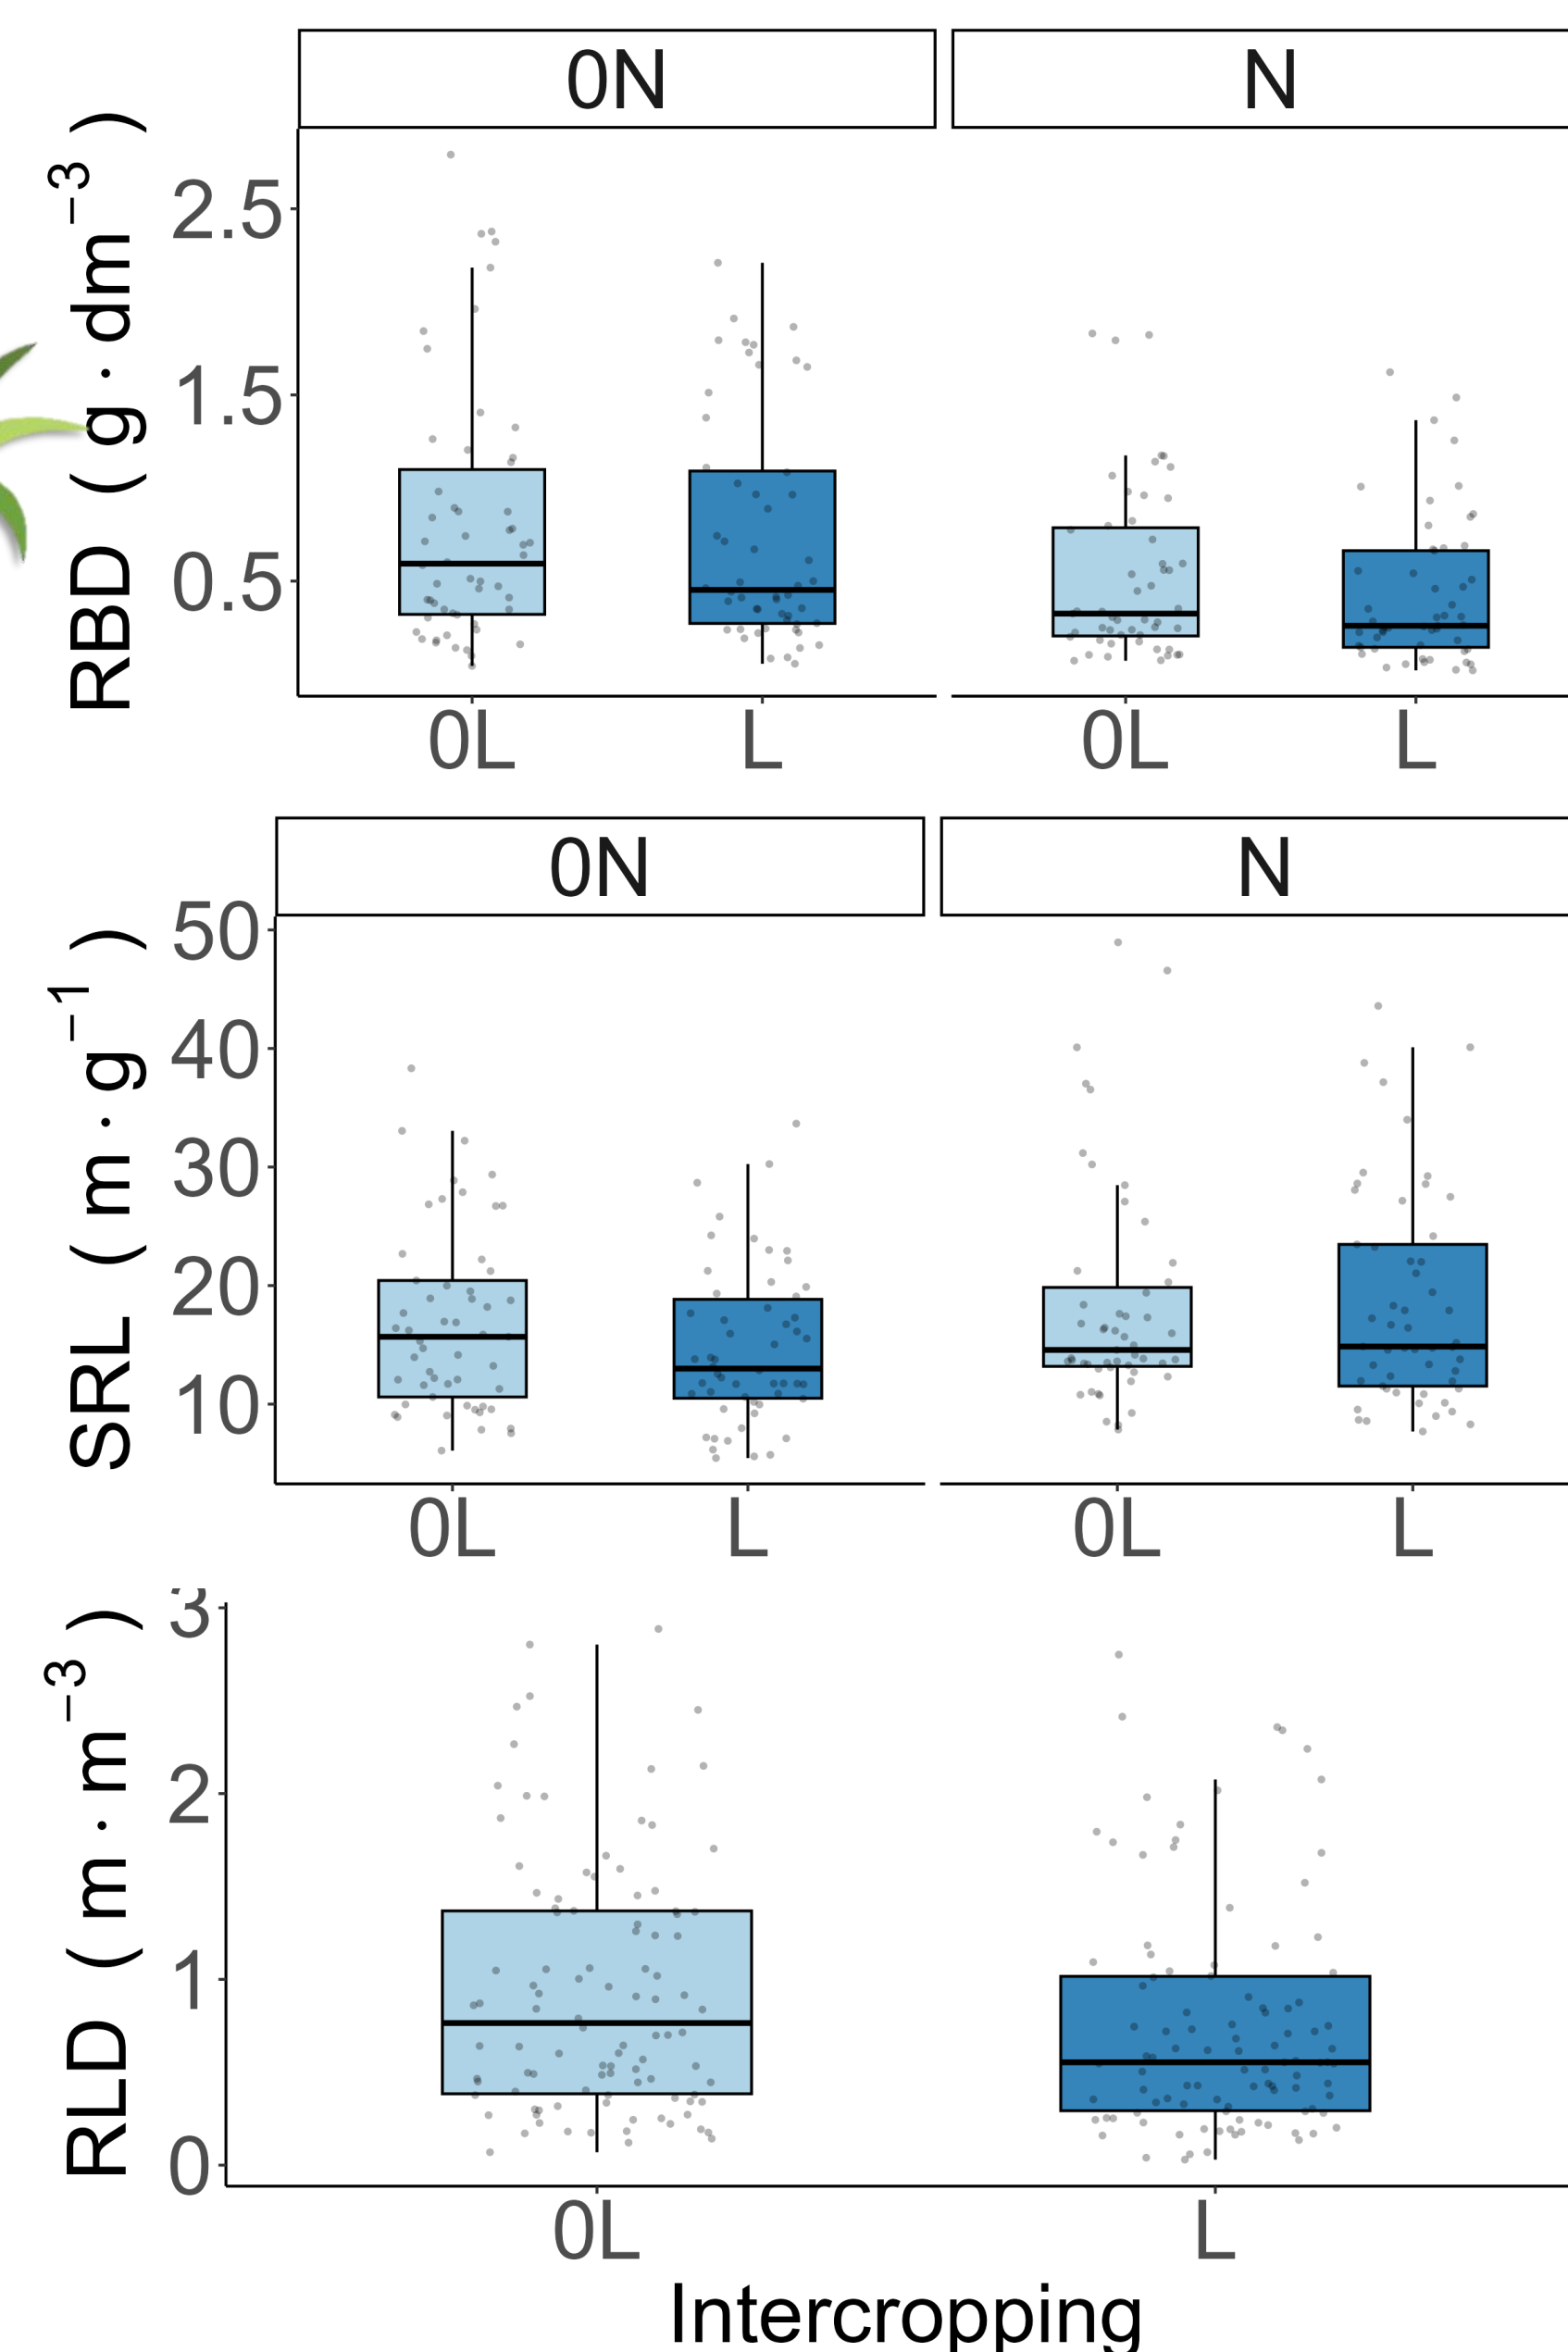 0N N
RBD ( g · dm⁻³ )
2.5
1.5
0.5
0L L 0L L
0N N
SRL ( m · g⁻¹ )
50
40
30
20
10
0L L 0L L
RLD ( m · m⁻³ )
3
2
1
0
0L L
Intercropping